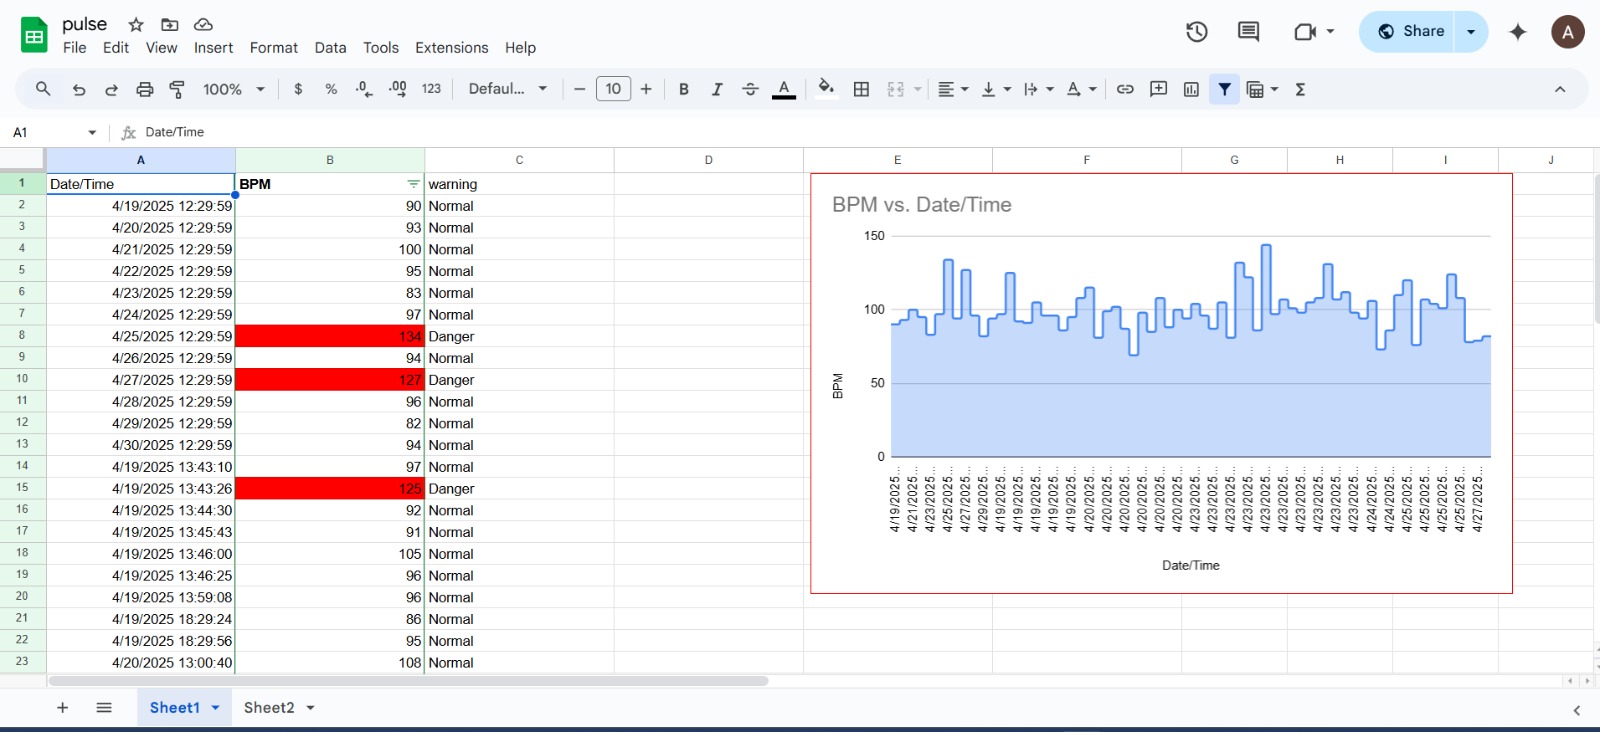 pulse
File Edit View Insert Format Data Tools Extensions Help
Share
A
100% $ % .0 .00 123 Defaul... 10 B I A
A1 fx Date/Time
A B C D E F G H I J
1 Date/Time BPM warning
2 4/19/2025 12:29:59 90 Normal
3 4/20/2025 12:29:59 93 Normal
4 4/21/2025 12:29:59 100 Normal
5 4/22/2025 12:29:59 95 Normal
6 4/23/2025 12:29:59 83 Normal
7 4/24/2025 12:29:59 97 Normal
8 4/25/2025 12:29:59 134 Danger
9 4/26/2025 12:29:59 94 Normal
10 4/27/2025 12:29:59 127 Danger
11 4/28/2025 12:29:59 96 Normal
12 4/29/2025 12:29:59 82 Normal
13 4/30/2025 12:29:59 94 Normal
14 4/19/2025 13:43:10 97 Normal
15 4/19/2025 13:43:26 125 Danger
16 4/19/2025 13:44:30 92 Normal
17 4/19/2025 13:45:43 91 Normal
18 4/19/2025 13:46:00 105 Normal
19 4/19/2025 13:46:25 96 Normal
20 4/19/2025 13:59:08 96 Normal
21 4/19/2025 18:29:24 86 Normal
22 4/19/2025 18:29:56 95 Normal
23 4/20/2025 13:00:40 108 Normal
BPM vs. Date/Time
150
100
50
0
BPM
4/19/2025...
4/21/2025...
4/23/2025...
4/25/2025...
4/27/2025...
4/29/2025...
4/19/2025...
4/19/2025...
4/19/2025...
4/19/2025...
4/19/2025...
4/20/2025...
4/20/2025...
4/20/2025...
4/20/2025...
4/20/2025...
4/20/2025...
4/23/2025...
4/23/2025...
4/23/2025...
4/23/2025...
4/23/2025...
4/23/2025...
4/23/2025...
4/23/2025...
4/23/2025...
4/23/2025...
4/24/2025...
4/24/2025...
4/25/2025...
4/25/2025...
4/25/2025...
4/25/2025...
4/27/2025...
Date/Time
Sheet1 Sheet2